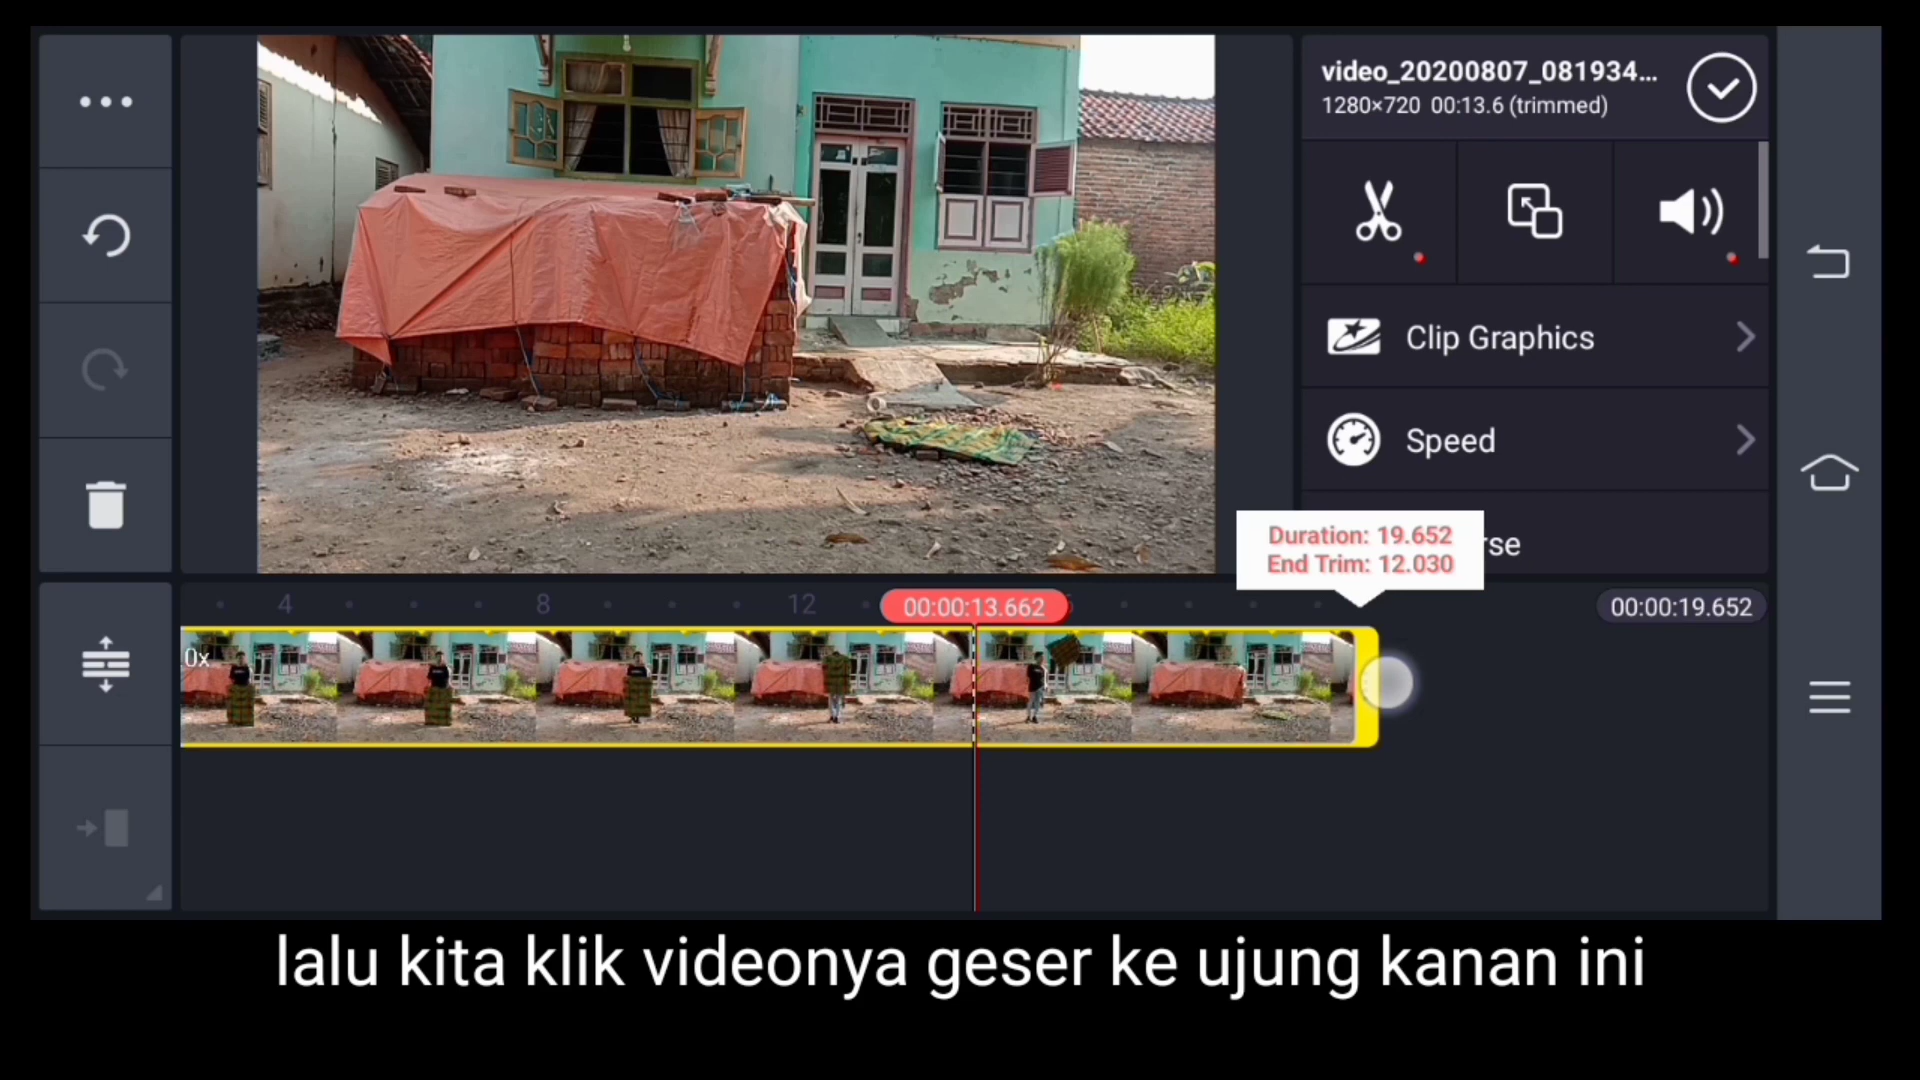 video_20200807_081934...
1280×720 00:13.6 (trimmed)
Clip Graphics
Speed
rse
Duration: 19.652
End Trim: 12.030
4
8
12
00:00:13.662
00:00:19.652
0x
lalu kita klik videonya geser ke ujung kanan ini